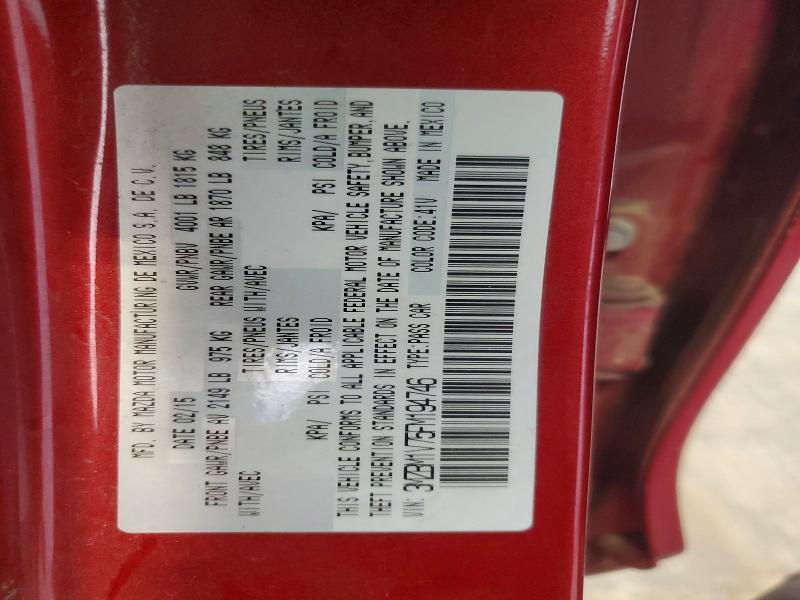 MFD. BY MAZDA MOTOR MANUFACTURING DE MEXICO S.A. DE C.V.
DATE 02/15 GVWR/PNBV 4001 LB 1815 KG
FRONT GAWR/PNBE AV 2149 LB 975 KG REAR GAWR/PNBE AR 1870 LB 848 KG
WITH/AVEC TIRES/PNEUS WITH/AVEC TIRES/PNEUS
RIMS/JANTES RIMS/JANTES
KPA/ PSI COLD/A FROID KPA/ PSI COLD/A FROID
THIS VEHICLE CONFORMS TO ALL APPLICABLE FEDERAL MOTOR VEHICLE SAFETY, BUMPER, AND
THEFT PREVENTION STANDARDS IN EFFECT ON THE DATE OF MANUFACTURE SHOWN ABOVE.
VIN: 3MZBM1V75FM194746 TYPE:PASS CAR COLOR CODE:41V MADE IN MEXICO